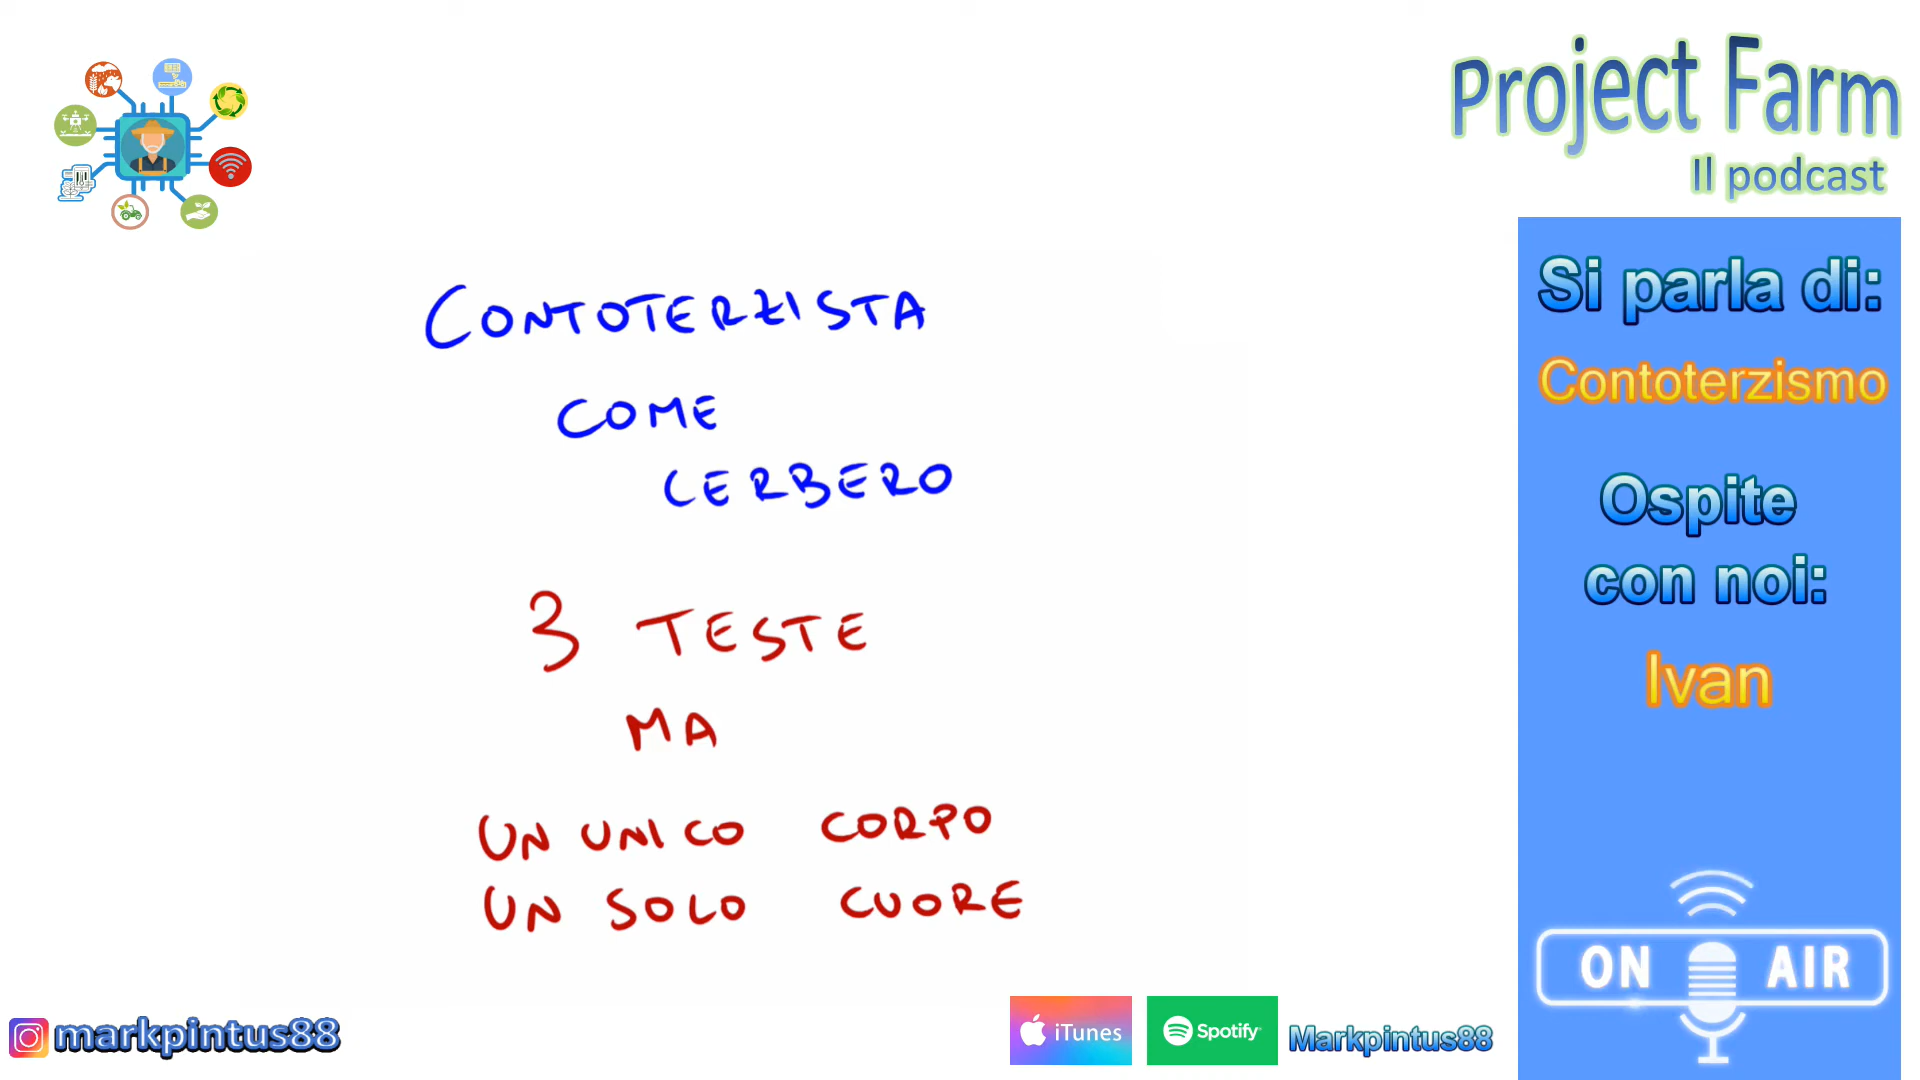 Project Farm
Il podcast
CONTOTERZISTA
COME
CERBERO
3 TESTE
MA
UN UNICO CORPO
UN SOLO CUORE
Si parla di:
Contoterzismo
Ospite
con noi:
Ivan
ON AIR
markpintus88
iTunes
Spotify
Markpintus88